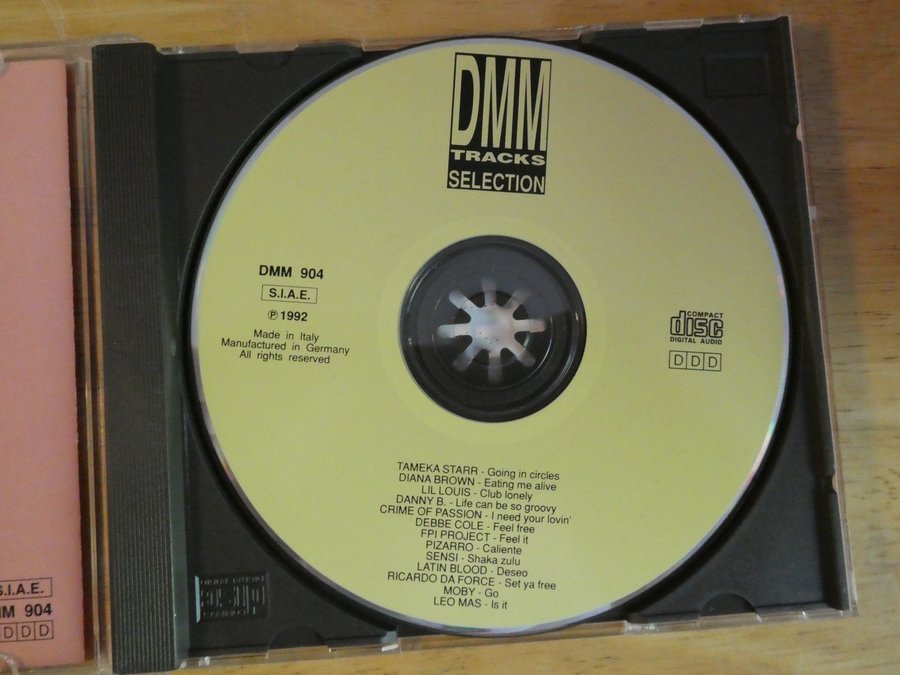 DMM
TRACKS
SELECTION
DMM 904
S.I.A.E.
℗ 1992
Made in Italy
Manufactured in Germany
All rights reserved
COMPACT
disc
DIGITAL AUDIO
DDD
TAMEKA STARR - Going in circles
DIANA BROWN - Eating me alive
LIL LOUIS - Club lonely
DANNY B. - Life can be so groovy
CRIME OF PASSION - I need your lovin'
DEBBE COLE - Feel free
FPI PROJECT - Feel it
PIZARRO - Caliente
SENSI - Shaka zulu
LATIN BLOOD - Deseo
RICARDO DA FORCE - Set ya free
MOBY - Go
LEO MAS - Is it
S.I.A.E.
MM 904
DDD
COMPACT
disc
DIGITAL AUDIO